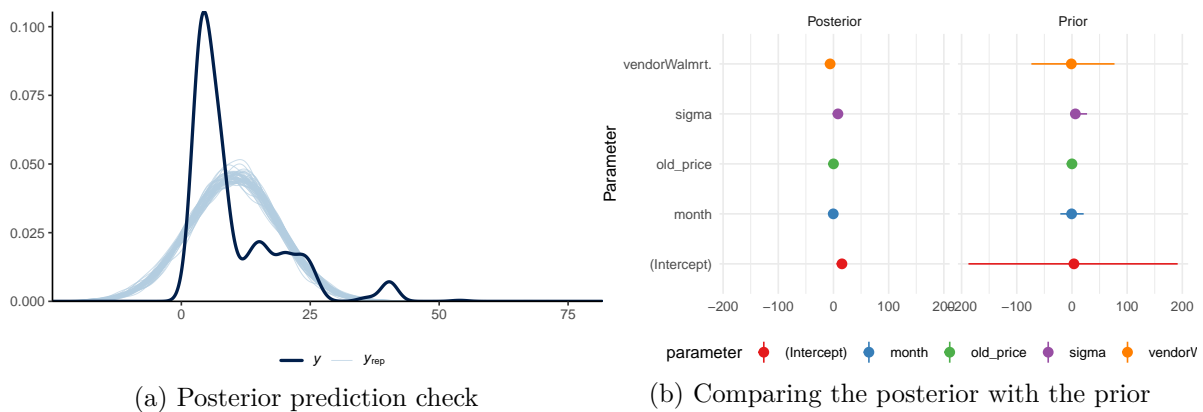 0.100
0.075
0.050
0.025
0.000
0 25 50 75
y yrep
(a) Posterior prediction check
Posterior Prior
Parameter
vendorWalmrt.
sigma
old_price
month
(Intercept)
−200 −100 0 100 200 −200 −100 0 100 200
parameter (Intercept) month old_price sigma vendorW
(b) Comparing the posterior with the prior